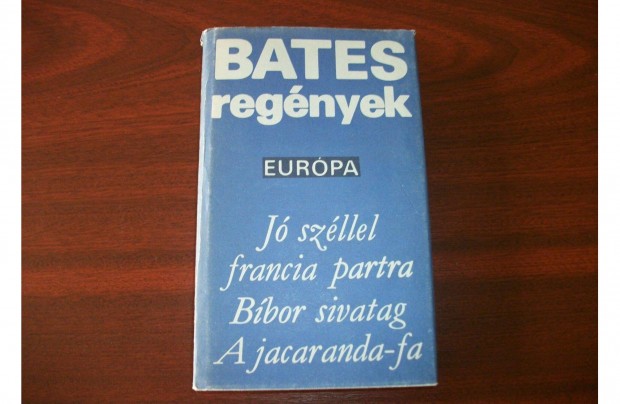 BATES
regények
EURÓPA
Jó széllel
francia partra
Bíbor sivatag
A jacaranda-fa